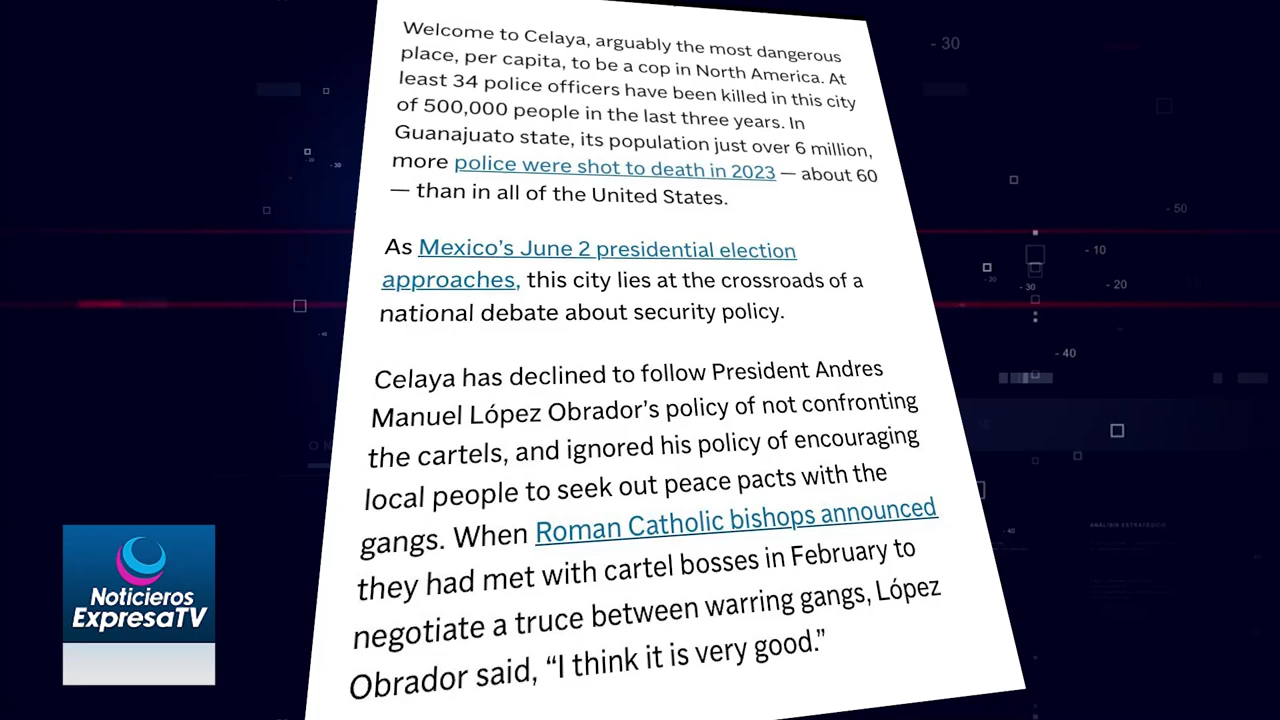 Welcome to Celaya, arguably the most dangerous
place, per capita, to be a cop in North America. At
least 34 police officers have been killed in this city
of 500,000 people in the last three years. In
Guanajuato state, its population just over 6 million,
more police were shot to death in 2023 — about 60
— than in all of the United States.
As Mexico’s June 2 presidential election
approaches, this city lies at the crossroads of a
national debate about security policy.
Celaya has declined to follow President Andres
Manuel López Obrador’s policy of not confronting
the cartels, and ignored his policy of encouraging
local people to seek out peace pacts with the
gangs. When Roman Catholic bishops announced
they had met with cartel bosses in February to
negotiate a truce between warring gangs, López
Obrador said, “I think it is very good.”
Noticieros
ExpresaTV
- 30
- 50
- 10
- 20
- 30
- 40
ANÁLISIS ESTRATÉGICO